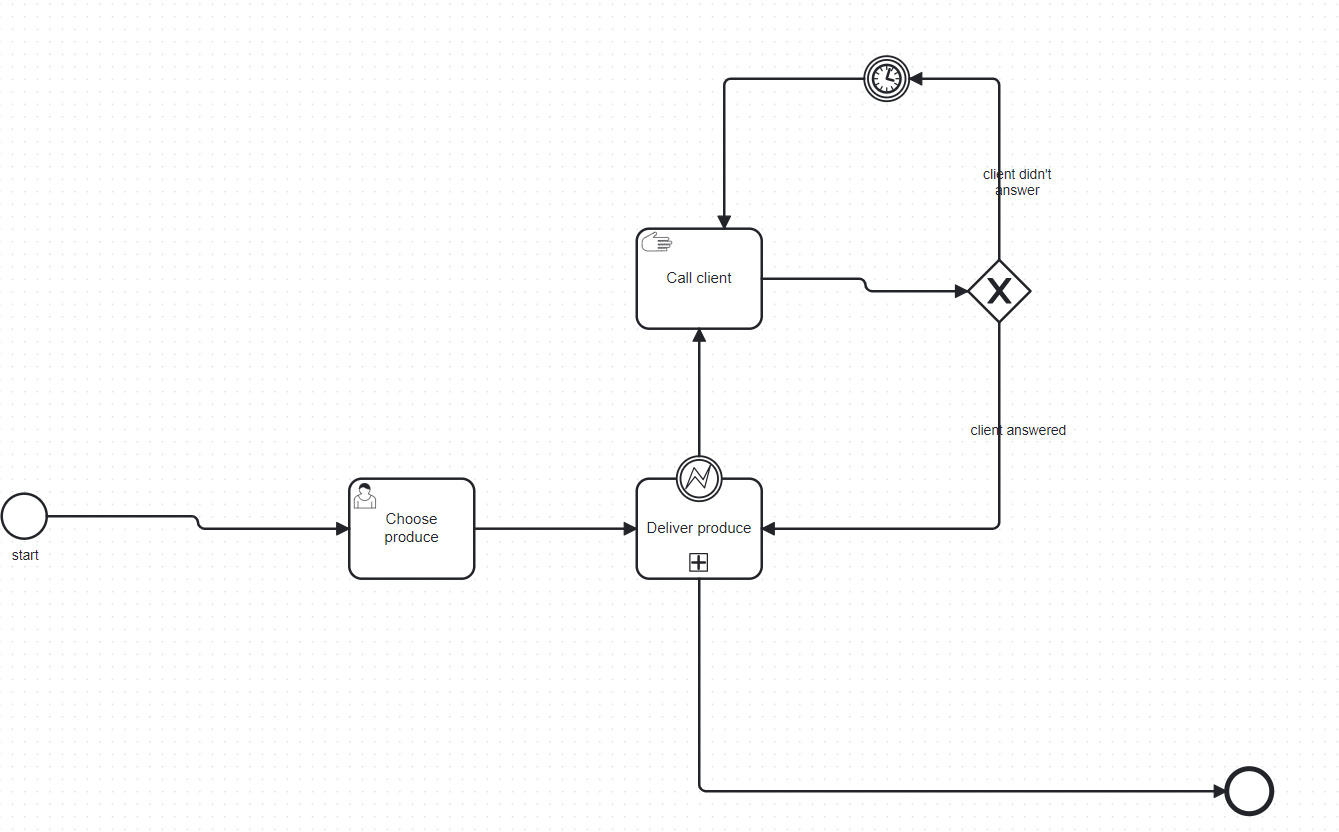 client didn't
answer
Call client
client answered
start
Choose
produce
Deliver produce